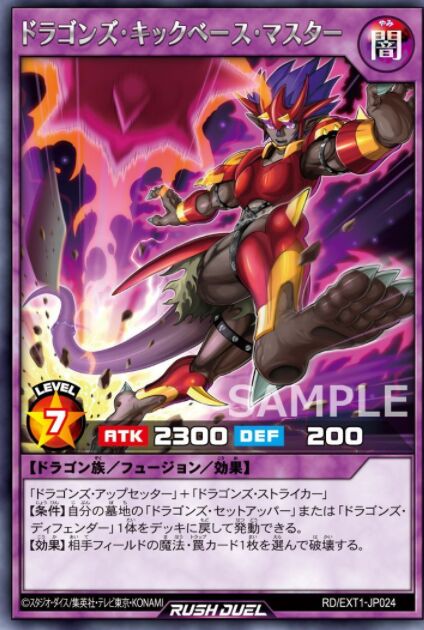 ドラゴンズ・キックベース・マスター
やみ
闇
SAMPLE
LEVEL
7
ATK 2300 DEF 200
【ドラゴン族／フュージョン／効果】
「ドラゴンズ・アップセッター」＋「ドラゴンズ・ストライカー」
【条件】自分の墓地の「ドラゴンズ・セットアッパー」または「ドラゴンズ・
ディフェンダー」1体をデッキに戻して発動できる。
【効果】相手フィールドの魔法・罠カード1枚を選んで破壊する。
©スタジオ・ダイス/集英社・テレビ東京・KONAMI
RUSH DUEL
RD/EXT1-JP024